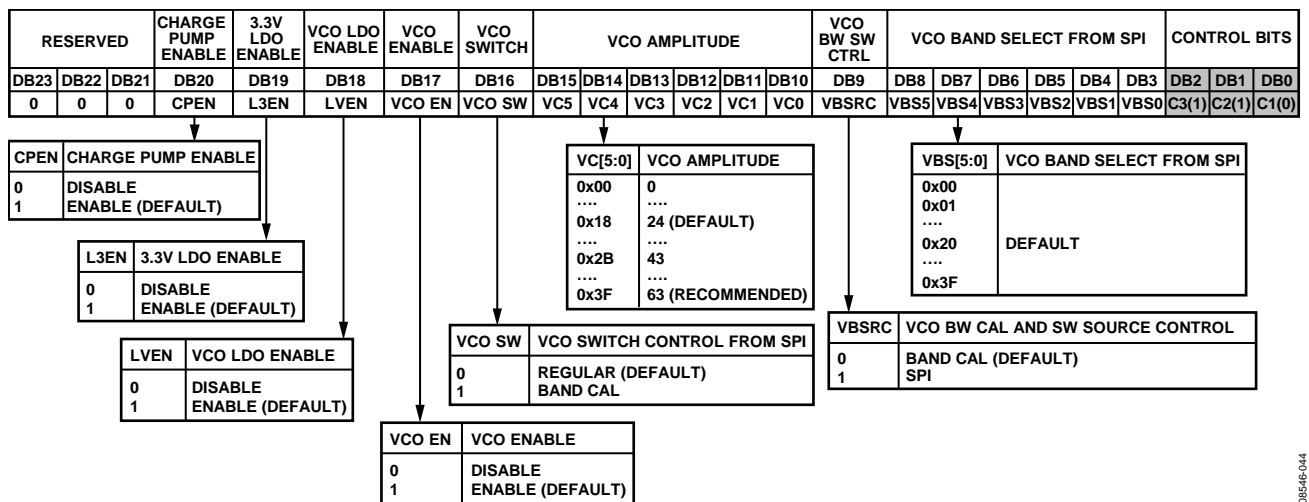 RESERVED
CHARGE PUMP ENABLE
3.3V LDO ENABLE
VCO LDO ENABLE
VCO ENABLE
VCO SWITCH
VCO AMPLITUDE
VCO BW SW CTRL
VCO BAND SELECT FROM SPI
CONTROL BITS
DB23 DB22 DB21 DB20 DB19 DB18 DB17 DB16 DB15 DB14 DB13 DB12 DB11 DB10 DB9 DB8 DB7 DB6 DB5 DB4 DB3 DB2 DB1 DB0
0 0 0 CPEN L3EN LVEN VCO EN VCO SW VC5 VC4 VC3 VC2 VC1 VC0 VBSRC VBS5 VBS4 VBS3 VBS2 VBS1 VBS0 C3(1) C2(1) C1(0)
CPEN CHARGE PUMP ENABLE
0 DISABLE
1 ENABLE (DEFAULT)
L3EN 3.3V LDO ENABLE
0 DISABLE
1 ENABLE (DEFAULT)
LVEN VCO LDO ENABLE
0 DISABLE
1 ENABLE (DEFAULT)
VCO EN VCO ENABLE
0 DISABLE
1 ENABLE (DEFAULT)
VCO SW VCO SWITCH CONTROL FROM SPI
0 REGULAR (DEFAULT)
1 BAND CAL
VC[5:0] VCO AMPLITUDE
0x00 0
.... ....
0x18 24 (DEFAULT)
.... ....
0x2B 43
.... ....
0x3F 63 (RECOMMENDED)
VBSRC VCO BW CAL AND SW SOURCE CONTROL
0 BAND CAL (DEFAULT)
1 SPI
VBS[5:0] VCO BAND SELECT FROM SPI
0x00
0x01
....
0x20 DEFAULT
....
0x3F
08546-044